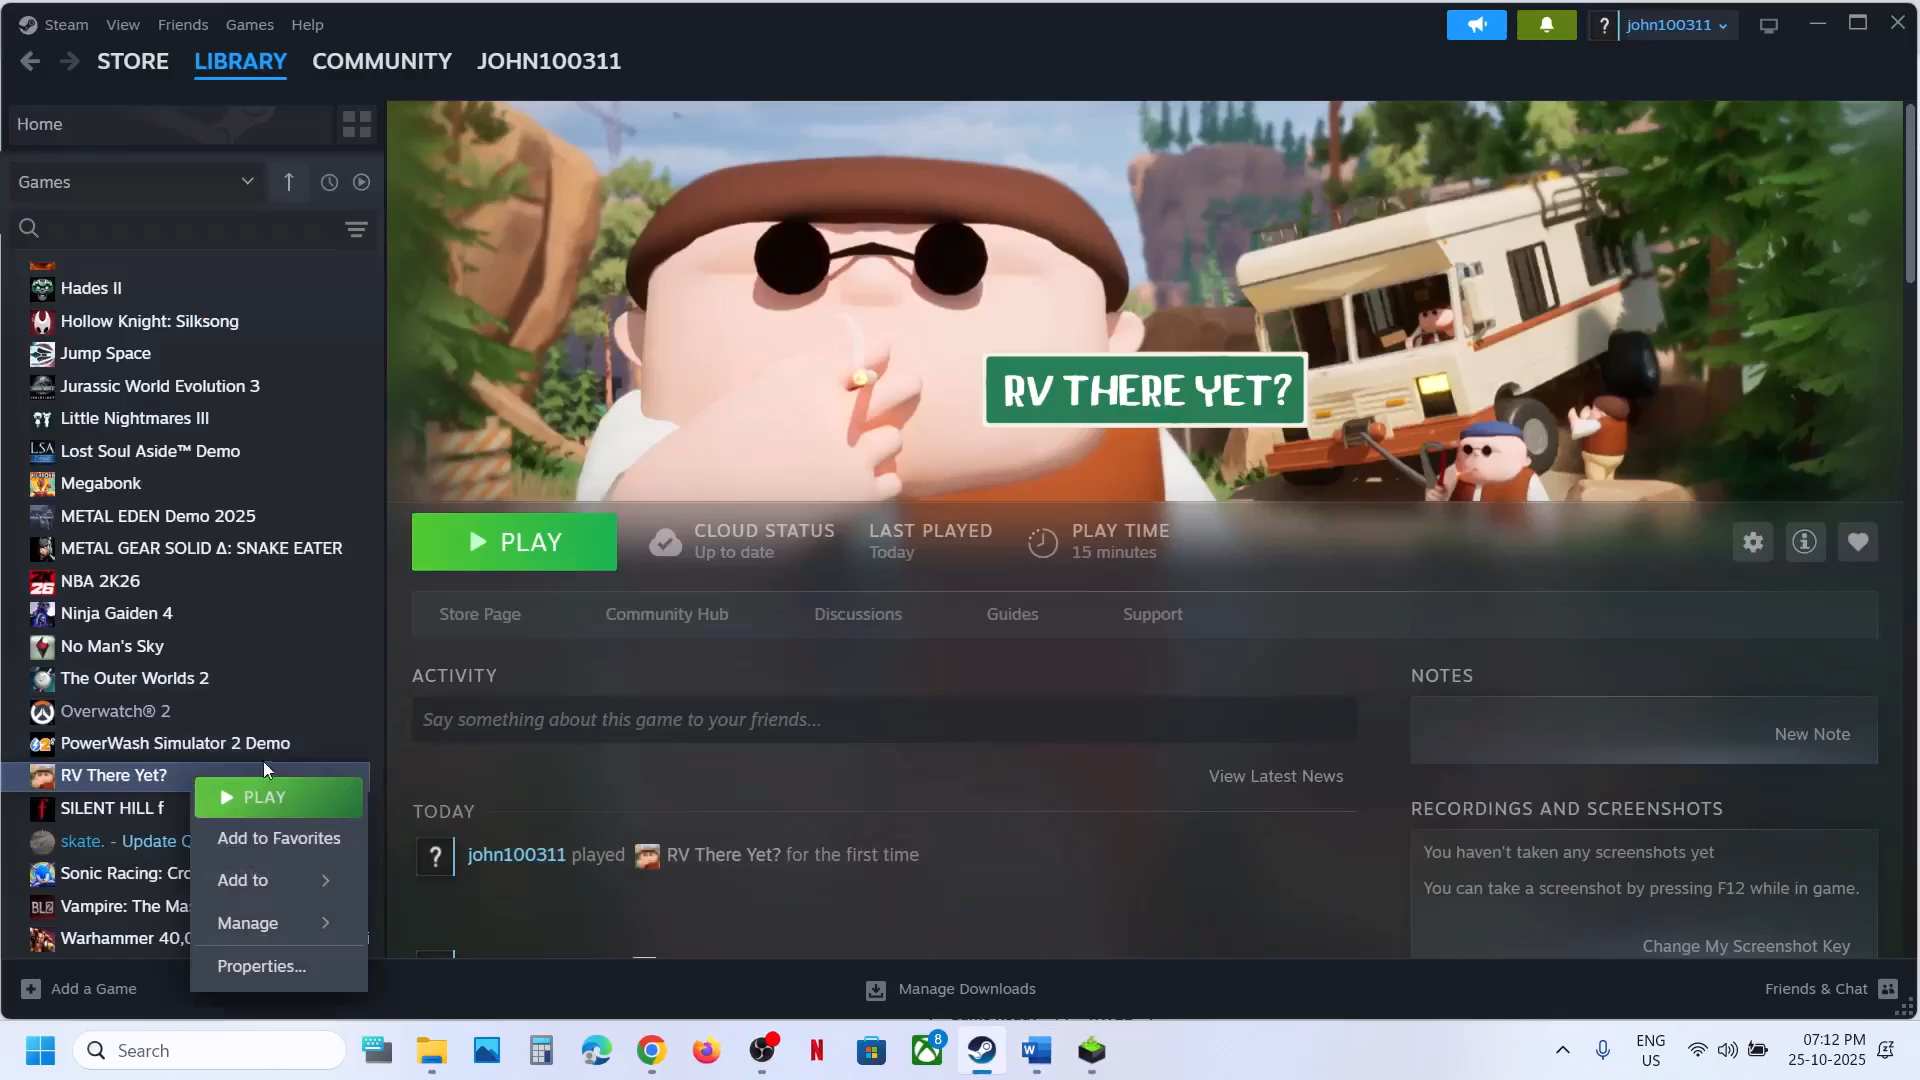 Steam View Friends Games Help
john100311
STORE LIBRARY COMMUNITY JOHN100311
Home
Games
Hades II
Hollow Knight: Silksong
Jump Space
Jurassic World Evolution 3
Little Nightmares III
Lost Soul Aside™ Demo
Megabonk
METAL EDEN Demo 2025
METAL GEAR SOLID Δ: SNAKE EATER
NBA 2K26
Ninja Gaiden 4
No Man's Sky
The Outer Worlds 2
Overwatch® 2
PowerWash Simulator 2 Demo
RV There Yet?
SILENT HILL f
skate. - Update
Sonic Racing:
Vampire: The
Warhammer
PLAY
Add to Favorites
Add to
Manage
Properties...
RV THERE YET?
PLAY
CLOUD STATUS
Up to date
LAST PLAYED
Today
PLAY TIME
15 minutes
Store Page Community Hub Discussions Guides Support
ACTIVITY
Say something about this game to your friends...
View Latest News
TODAY
john100311 played RV There Yet? for the first time
NOTES
New Note
RECORDINGS AND SCREENSHOTS
You haven't taken any screenshots yet
You can take a screenshot by pressing F12 while in game.
Change My Screenshot Key
Add a Game
Manage Downloads
Friends & Chat
Search
8
ENG
US
07:12 PM
25-10-2025